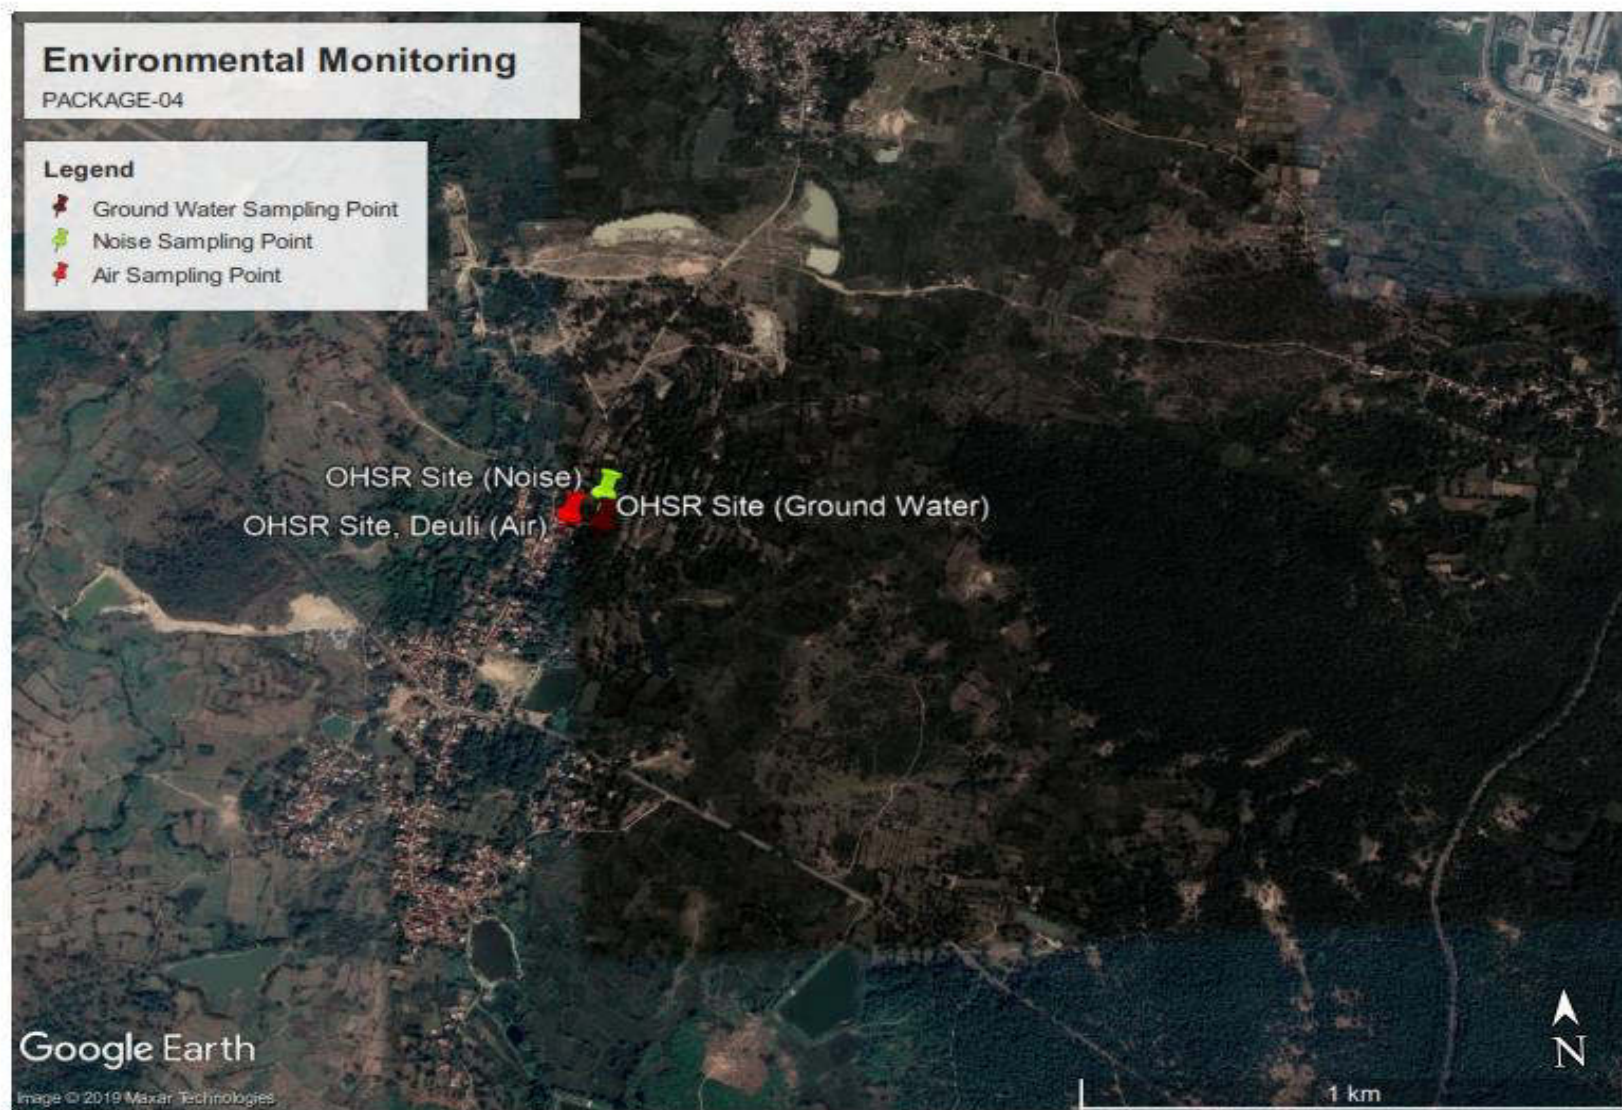 Environmental Monitoring
PACKAGE-04
Legend
Ground Water Sampling Point
Noise Sampling Point
Air Sampling Point
OHSR Site (Noise)
OHSR Site (Ground Water)
OHSR Site, Deuli (Air)
Google Earth
N
Image © 2019 Maxar Technologies
1 km